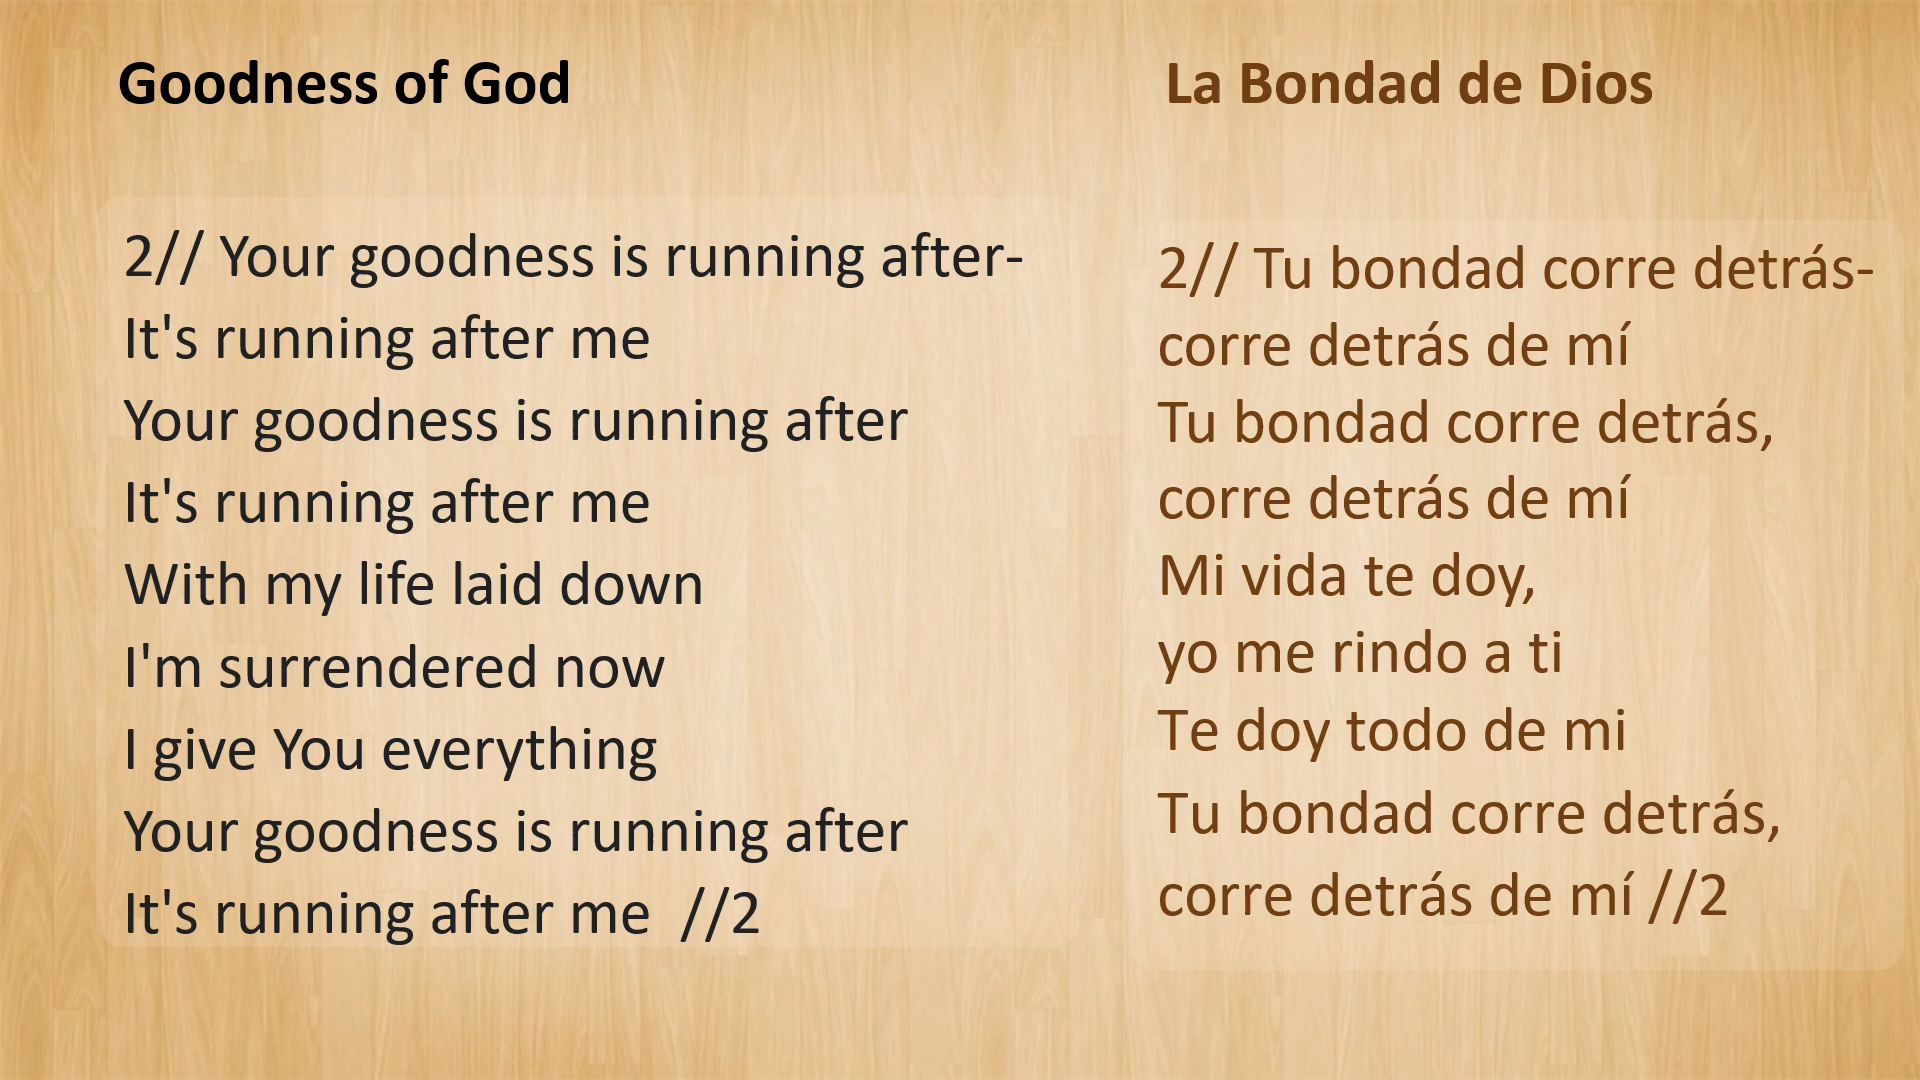 Goodness of God
2// Your goodness is running after-
It's running after me
Your goodness is running after
It's running after me
With my life laid down
I'm surrendered now
I give You everything
Your goodness is running after
It's running after me //2
La Bondad de Dios
2// Tu bondad corre detrás-
corre detrás de mí
Tu bondad corre detrás,
corre detrás de mí
Mi vida te doy,
yo me rindo a ti
Te doy todo de mi
Tu bondad corre detrás,
corre detrás de mí //2